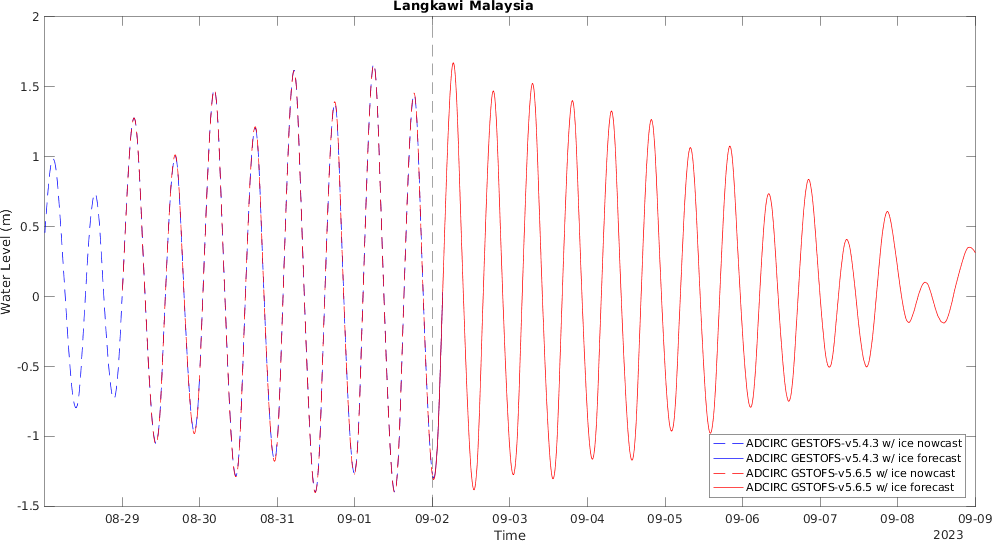 Langkawi Malaysia
2
1.5
1
0.5
0
-0.5
-1
-1.5
Water Level (m)
08-29 08-30 08-31 09-01 09-02 09-03 09-04 09-05 09-06 09-07 09-08 09-09
Time
2023
ADCIRC GESTOFS-v5.4.3 w/ ice nowcast
ADCIRC GESTOFS-v5.4.3 w/ ice forecast
ADCIRC GSTOFS-v5.6.5 w/ ice nowcast
ADCIRC GSTOFS-v5.6.5 w/ ice forecast